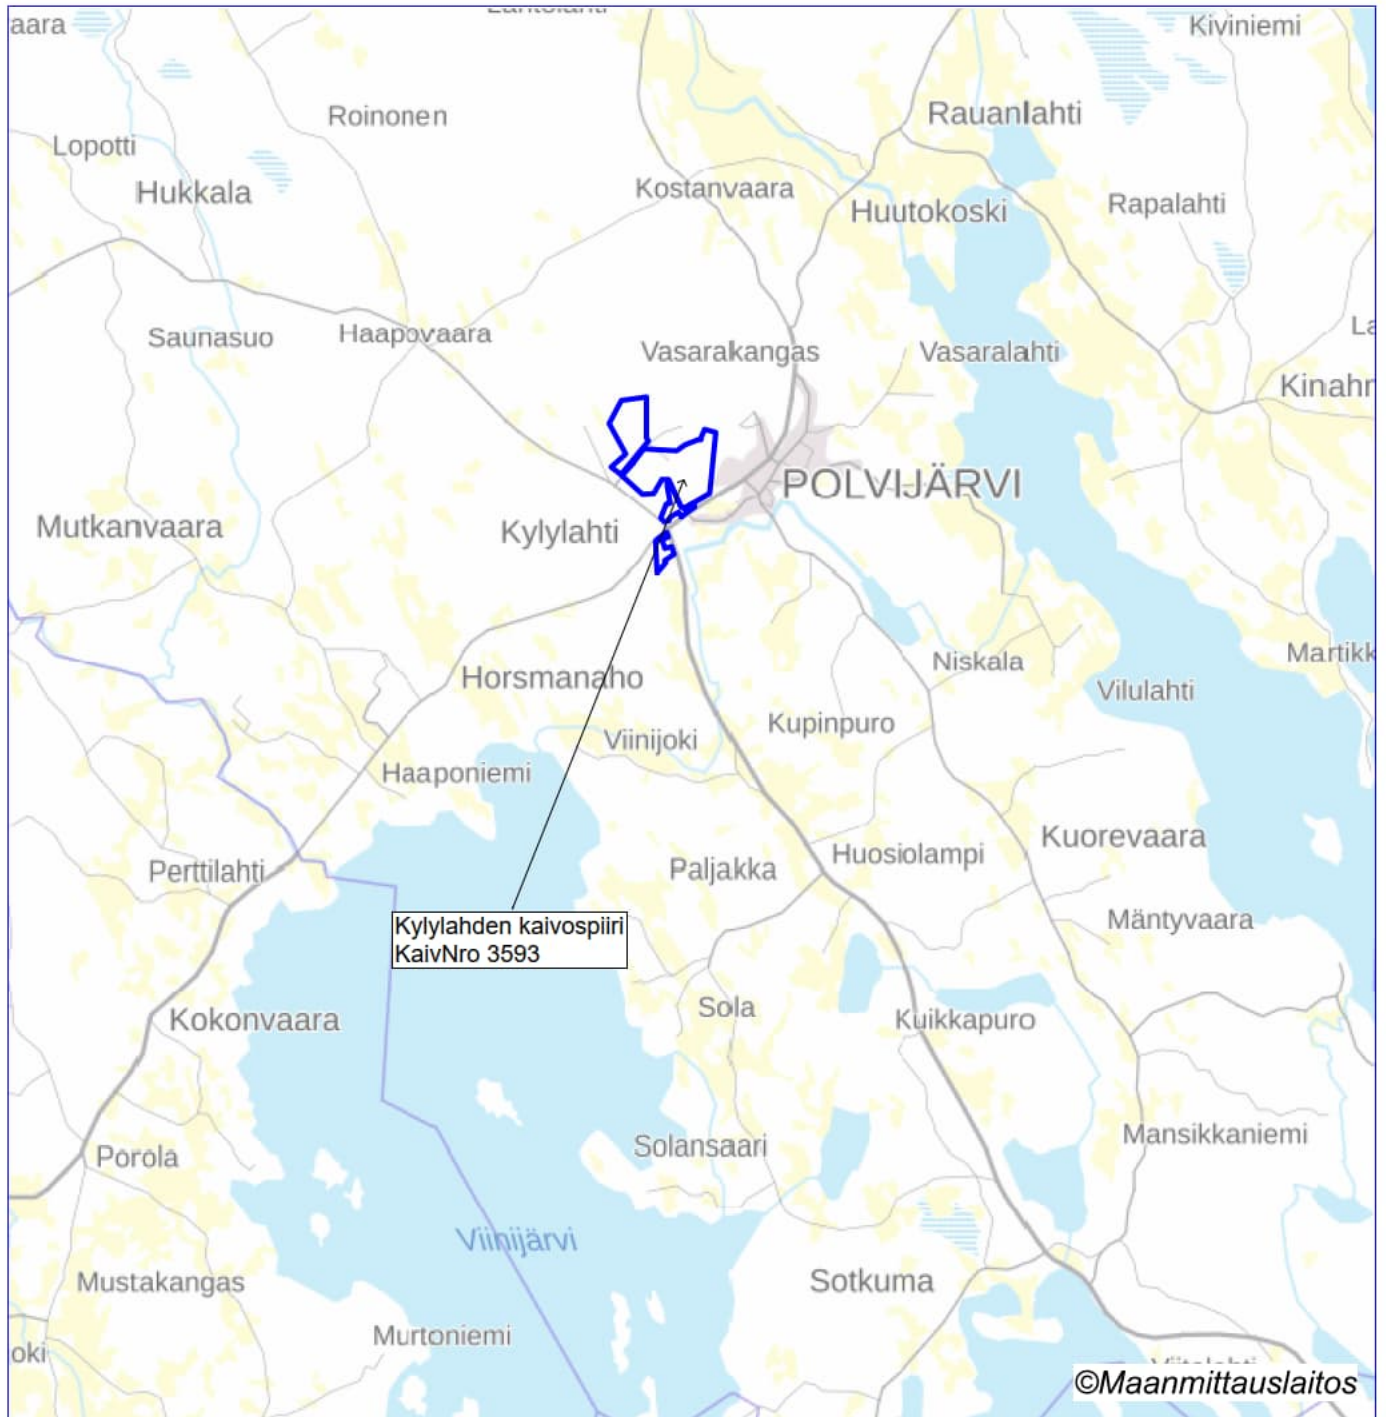 aara
Kiviniemi
Roinonen
Rauanlahti
Lopotti
Hukkala
Kostanvaara
Huutokoski
Rapalahti
Saunasuo
Haapovaara
Vasarakangas
Vasaralahti
La
Kinahr
POLVIJÄRVI
Mutkanvaara
Kylylahti
Niskala
Martikk
Horsmanaho
Vilulahti
Kupinpuro
Viinijoki
Haaponiemi
Kuorevaara
Huosiolampi
Perttilahti
Paljakka
Mäntyvaara
Kylylahden kaivospiiri
KaivNro 3593
Sola
Kokonvaara
Kuikkapuro
Mansikkaniemi
Solansaari
Porola
Viinijärvi
Mustakangas
Sotkuma
Murtoniemi
oki
©Maanmittauslaitos